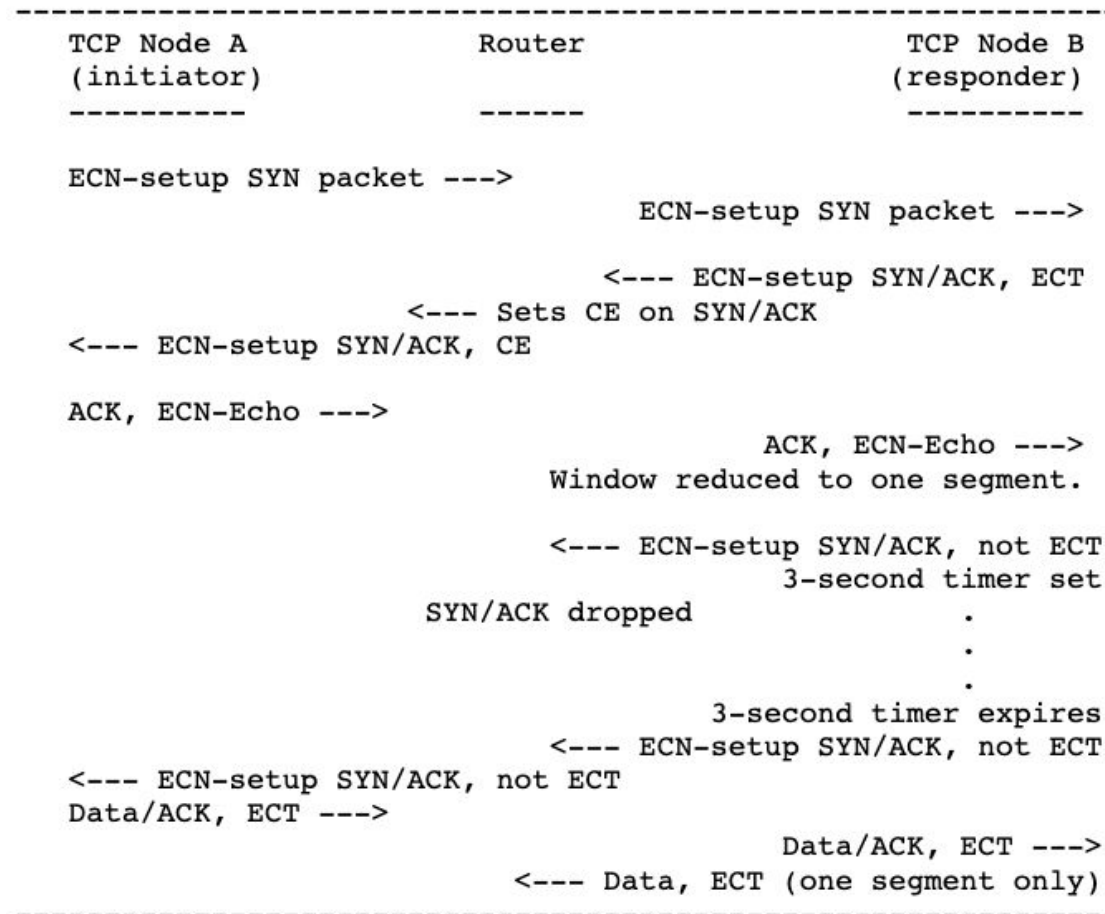 ---------------------------------------------------------------
TCP Node A             Router                  TCP Node B
(initiator)                                   (responder)
----------             ------                  ----------
ECN-setup SYN packet --->
ECN-setup SYN packet --->
<--- ECN-setup SYN/ACK, ECT
<--- Sets CE on SYN/ACK
<--- ECN-setup SYN/ACK, CE
ACK, ECN-Echo --->
ACK, ECN-Echo --->
Window reduced to one segment.
<--- ECN-setup SYN/ACK, not ECT
3-second timer set
SYN/ACK dropped               .
.
.
3-second timer expires
<--- ECN-setup SYN/ACK, not ECT
<--- ECN-setup SYN/ACK, not ECT
Data/ACK, ECT --->
Data/ACK, ECT --->
<--- Data, ECT (one segment only)
---------------------------------------------------------------